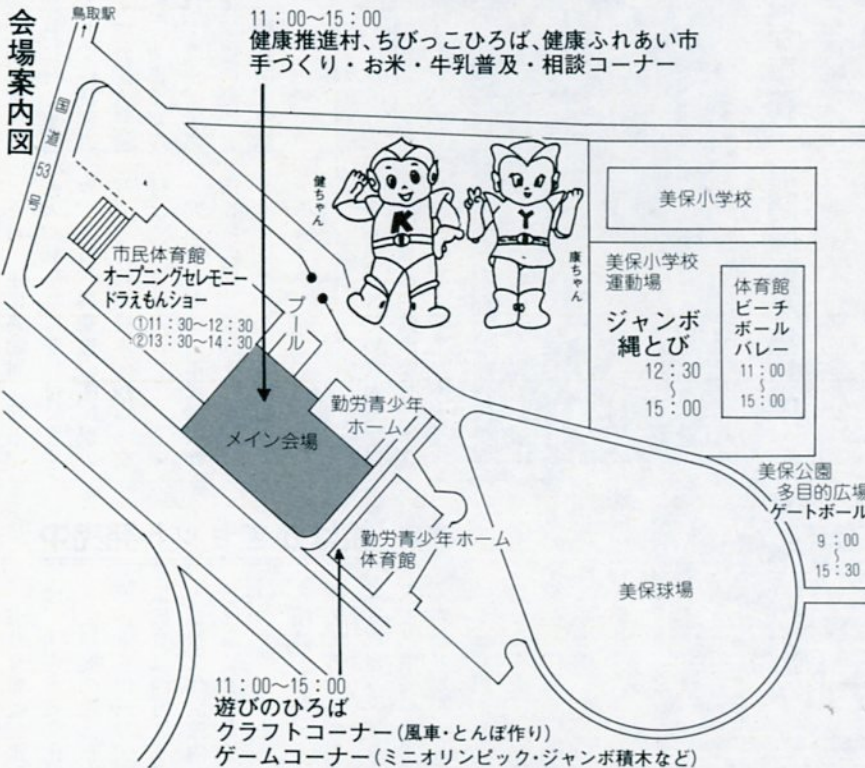 会場案内図
鳥取駅
↑
国道53号
11：00～15：00
健康推進村、ちびっこひろば、健康ふれあい市
手づくり・お米・牛乳普及・相談コーナー
健ちゃん
K
Y
康ちゃん
美保小学校
市民体育館
オープニングセレモニー
ドラえもんショー
①11：30～12：30
②13：30～14：30
プール
美保小学校
運動場
ジャンボ
縄とび
12：30
～
15：00
体育館
ビーチ
ボール
バレー
11：00
～
15：00
メイン会場
勤労青少年
ホーム
勤労青少年ホーム
体育館
美保球場
美保公園
多目的広場
ゲートボール
9：00
～
15：30
11：00～15：00
遊びのひろば
クラフトコーナー(風車・とんぼ作り)
ゲームコーナー(ミニオリンピック・ジャンボ積木など)